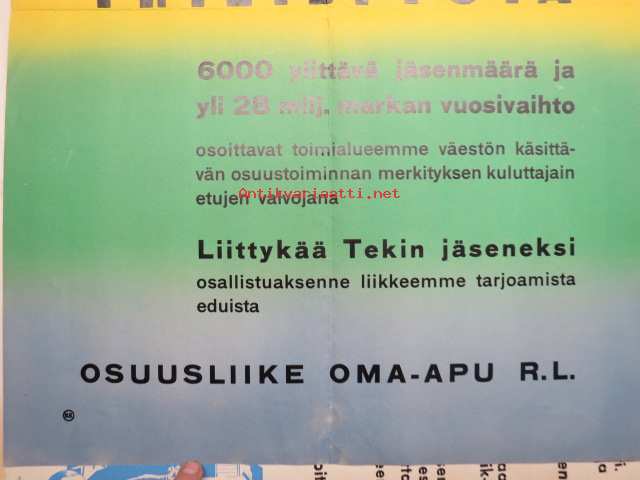 6000 ylittävä jäsenmäärä ja
yli 28 milj. markan vuosivaihto
osoittavat toimialueemme väestön käsittä-
vän osuustoiminnan merkityksen kuluttajain
etujen valvojana
Antikvariaatti.net
Liittykää Tekin jäseneksi
osallistuaksenne liikkeemme tarjoamista
eduista
OSUUSLIIKE OMA-APU R.L.